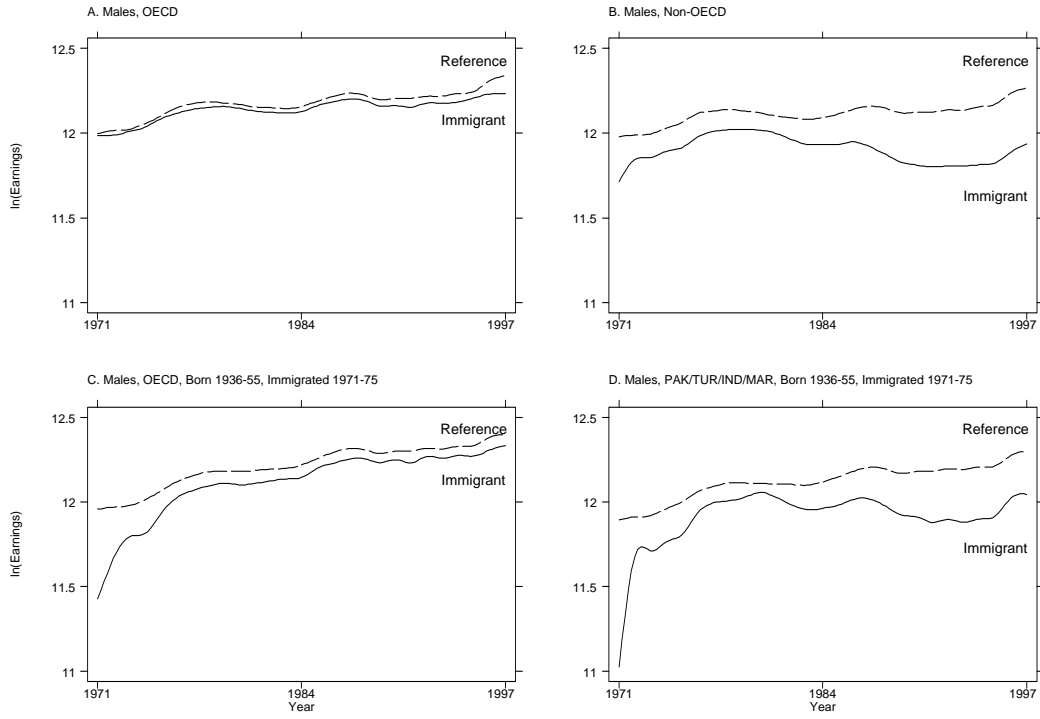 A. Males, OECD
ln(Earnings)
12.5
12
11.5
11
Reference
Immigrant
1971
1984
1997
B. Males, Non-OECD
12.5
12
11.5
11
Reference
Immigrant
1971
1984
1997
C. Males, OECD, Born 1936-55, Immigrated 1971-75
ln(Earnings)
12.5
12
11.5
11
Reference
Immigrant
1971
1984
1997
Year
D. Males, PAK/TUR/IND/MAR, Born 1936-55, Immigrated 1971-75
12.5
12
11.5
11
Reference
Immigrant
1971
1984
1997
Year